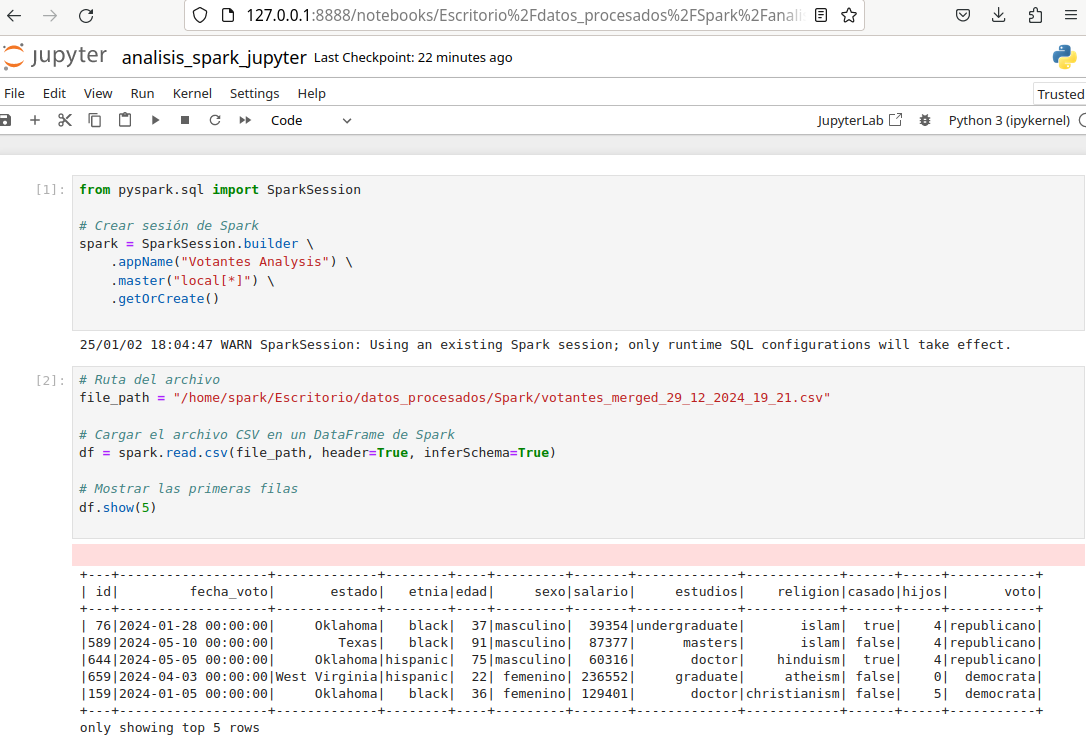 127.0.0.1:8888/notebooks/Escritorio%2Fdatos_procesados%2FSpark%2Fanali
jupyter analisis_spark_jupyter Last Checkpoint: 22 minutes ago
File Edit View Run Kernel Settings Help
Trusted
Code JupyterLab Python 3 (ipykernel)
[1]: from pyspark.sql import SparkSession
# Crear sesión de Spark
spark = SparkSession.builder \
    .appName("Votantes Analysis") \
    .master("local[*]") \
    .getOrCreate()
25/01/02 18:04:47 WARN SparkSession: Using an existing Spark session; only runtime SQL configurations will take effect.
[2]: # Ruta del archivo
file_path = "/home/spark/Escritorio/datos_procesados/Spark/votantes_merged_29_12_2024_19_21.csv"
# Cargar el archivo CSV en un DataFrame de Spark
df = spark.read.csv(file_path, header=True, inferSchema=True)
# Mostrar las primeras filas
df.show(5)
+---+-------------------+-------------+--------+----+---------+-------+-------------+------------+------+-----+-----------+
| id|         fecha_voto|       estado|   etnia|edad|     sexo|salario|     estudios|    religion|casado|hijos|       voto|
+---+-------------------+-------------+--------+----+---------+-------+-------------+------------+------+-----+-----------+
| 76|2024-01-28 00:00:00|     Oklahoma|   black|  37|masculino|  39354|undergraduate|       islam|  true|    4|republicano|
|589|2024-05-10 00:00:00|        Texas|   black|  91|masculino|  87377|      masters|       islam| false|    4|republicano|
|644|2024-05-05 00:00:00|     Oklahoma|hispanic|  75|masculino|  60316|       doctor|    hinduism|  true|    4|republicano|
|659|2024-04-03 00:00:00|West Virginia|hispanic|  22| femenino| 236552|     graduate|     atheism| false|    0|  democrata|
|159|2024-01-05 00:00:00|     Oklahoma|   black|  36| femenino| 129401|       doctor|christianism| false|    5|  democrata|
+---+-------------------+-------------+--------+----+---------+-------+-------------+------------+------+-----+-----------+
only showing top 5 rows